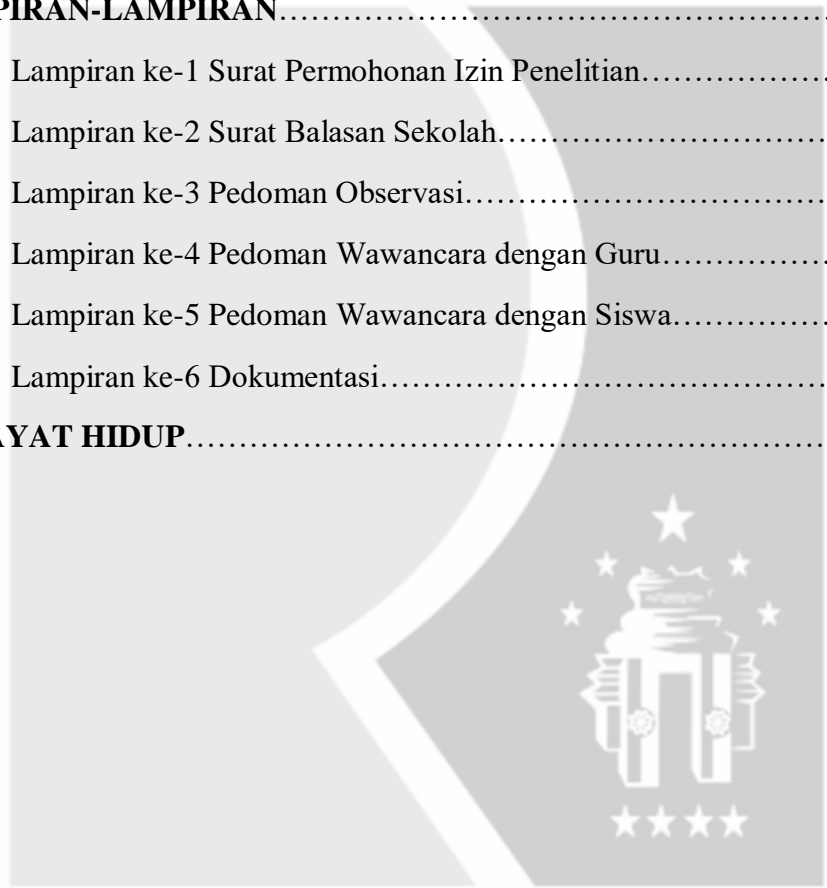 PIRAN-LAMPIRAN…………………………………………………
Lampiran ke-1 Surat Permohonan Izin Penelitian…………………
Lampiran ke-2 Surat Balasan Sekolah………………………………
Lampiran ke-3 Pedoman Observasi…………………………………
Lampiran ke-4 Pedoman Wawancara dengan Guru…………………
Lampiran ke-5 Pedoman Wawancara dengan Siswa………………
Lampiran ke-6 Dokumentasi…………………………………………
AYAT HIDUP…………………………………………………………